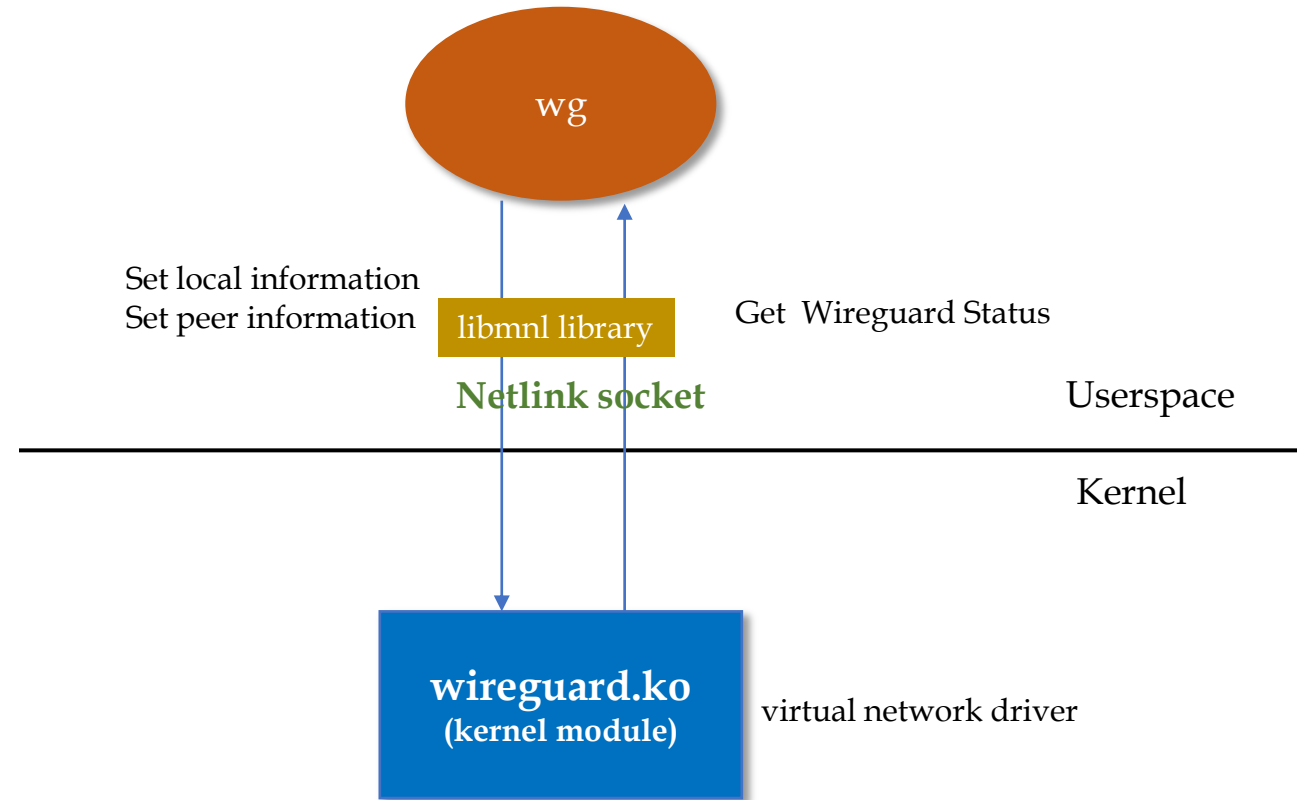 wg
Set local information
Set peer information
libmnl library
Get  Wireguard Status
Netlink socket
Userspace
Kernel
wireguard.ko
(kernel module)
virtual network driver